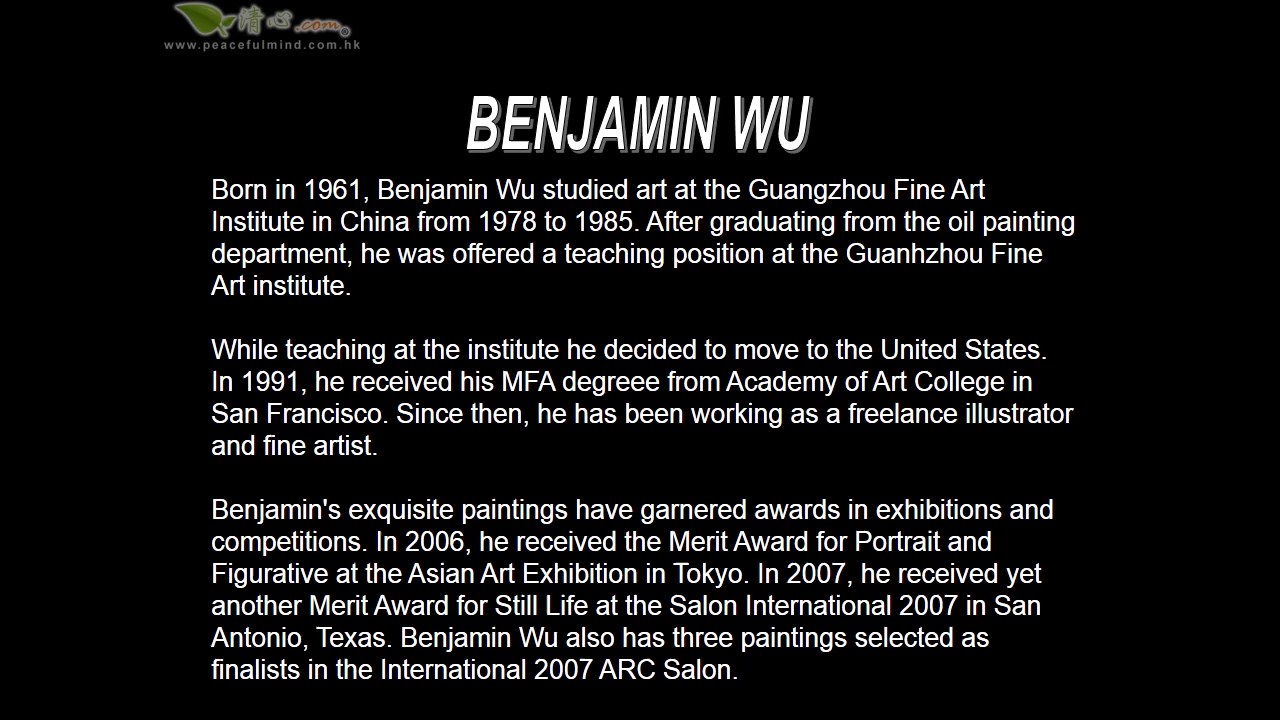 清心.com®
www.peacefulmind.com.hk
BENJAMIN WU
Born in 1961, Benjamin Wu studied art at the Guangzhou Fine Art
Institute in China from 1978 to 1985. After graduating from the oil painting
department, he was offered a teaching position at the Guanhzhou Fine
Art institute.
While teaching at the institute he decided to move to the United States.
In 1991, he received his MFA degreee from Academy of Art College in
San Francisco. Since then, he has been working as a freelance illustrator
and fine artist.
Benjamin's exquisite paintings have garnered awards in exhibitions and
competitions. In 2006, he received the Merit Award for Portrait and
Figurative at the Asian Art Exhibition in Tokyo. In 2007, he received yet
another Merit Award for Still Life at the Salon International 2007 in San
Antonio, Texas. Benjamin Wu also has three paintings selected as
finalists in the International 2007 ARC Salon.